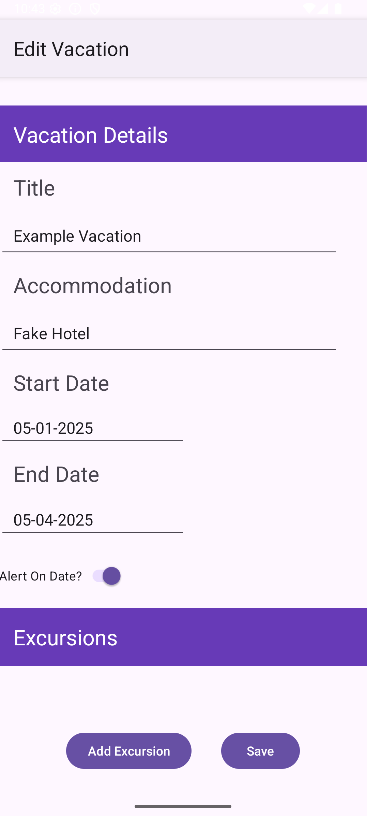 Edit Vacation
Vacation Details
Title
Example Vacation
Accommodation
Fake Hotel
Start Date
05-01-2025
End Date
05-04-2025
Alert On Date?
Excursions
Add Excursion Save